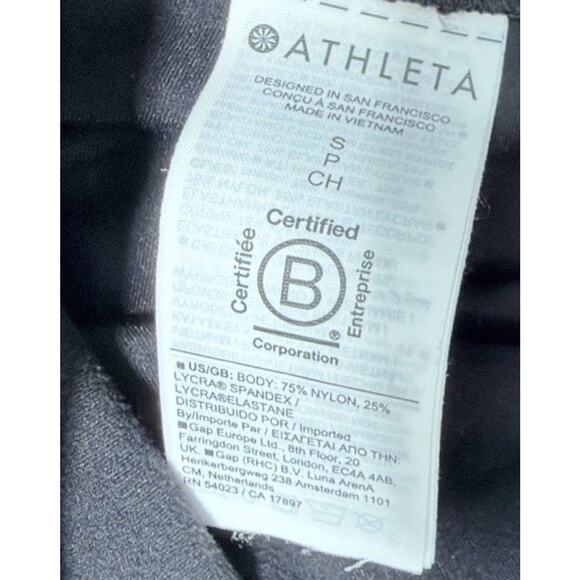 ATHLETA
DESIGNED IN SAN FRANCISCO
CONÇU À SAN FRANCISCO
MADE IN VIETNAM
S
P
CH
Certified
Certifiée
B
Entreprise
®
Corporation
US/GB: BODY: 75% NYLON, 25%
LYCRA® SPANDEX /
LYCRA®ELASTANE
DISTRIBUIDO POR / Imported
By/Importe Par / ΕΙΣΑΓΕΤΑΙ ΑΠΟ ΤΗΝ:
Gap Europe Ltd., 8th Floor, 20
Farringdon Street, London, EC4A 4AB,
UK. Gap (RHC) B.V. Luna ArenA
Herikerbergweg 238 Amsterdam 1101
CM, Netherlands
RN 54023 / CA 17897